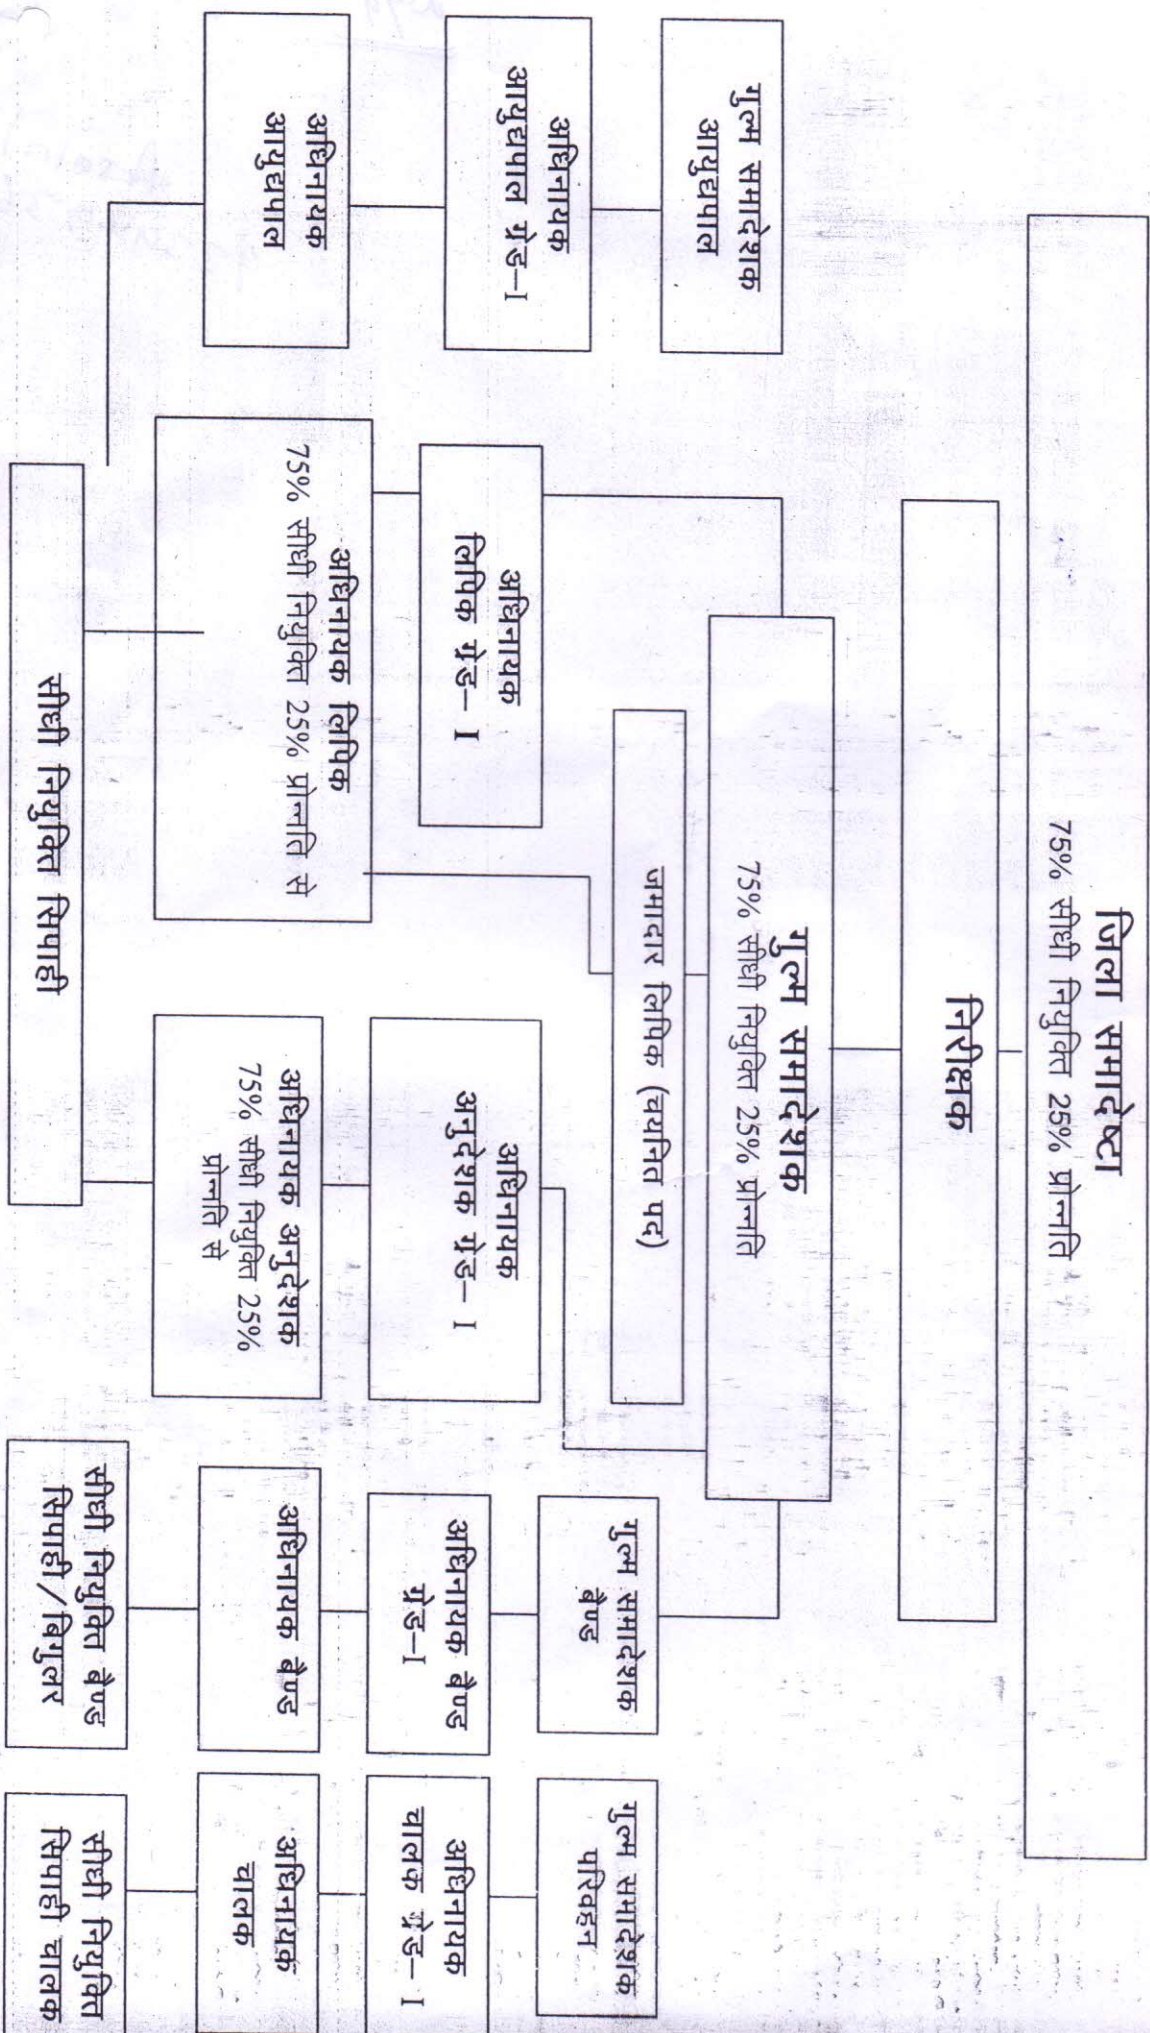 जिला समादेष्टा
75% सीधी नियुक्ति 25% प्रोन्नति
निरीक्षक
गुल्म समादेशक
75% सीधी नियुक्ति 25% प्रोन्नति
जमादार लिपिक (चयनित पद)
गुल्म समादेशक
आयुद्यपाल
अधिनायक
आयुद्यपाल ग्रेड–I
अधिनायक
आयुद्यपाल
अधिनायक
लिपिक ग्रेड– I
अधिनायक लिपिक
75% सीधी नियुक्ति 25% प्रोन्नति से
अधिनायक
अनुदेशक ग्रेड– I
अधिनायक अनुदेशक
75% सीधी नियुक्ति 25%
प्रोन्नति से
सीधी नियुक्ति सिपाही
गुल्म समादेशक
बैण्ड
अधिनायक बैण्ड
ग्रेड–I
अधिनायक बैण्ड
सीधी नियुक्ति बैण्ड
सिपाही/बियुलर
गुल्म समादेशक
परिवहन
अधिनायक
चालक ग्रेड– I
अधिनायक
चालक
सीधी नियुक्ति
सिपाही चालक